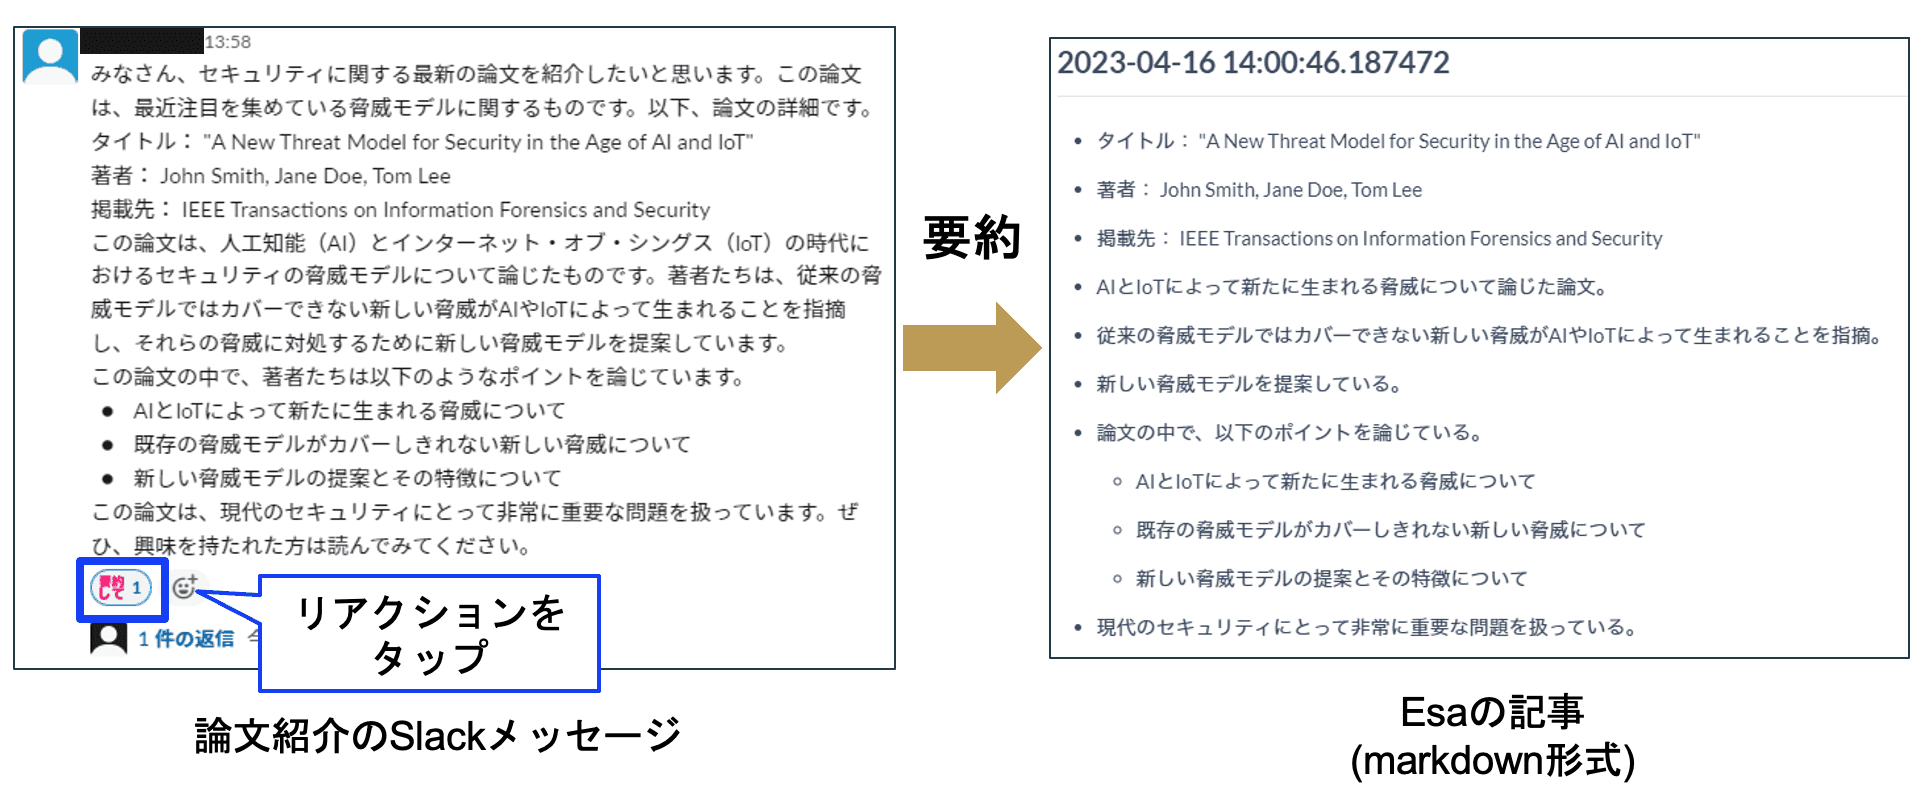 13:58
みなさん、セキュリティに関する最新の論文を紹介したいと思います。この論文
は、最近注目を集めている脅威モデルに関するものです。以下、論文の詳細です。
タイトル： "A New Threat Model for Security in the Age of AI and IoT"
著者： John Smith, Jane Doe, Tom Lee
掲載先： IEEE Transactions on Information Forensics and Security
この論文は、人工知能（AI）とインターネット・オブ・シングス（IoT）の時代に
おけるセキュリティの脅威モデルについて論じたものです。著者たちは、従来の脅
威モデルではカバーできない新しい脅威がAIやIoTによって生まれることを指摘
し、それらの脅威に対処するために新しい脅威モデルを提案しています。
この論文の中で、著者たちは以下のようなポイントを論じています。
● AIとIoTによって新たに生まれる脅威について
● 既存の脅威モデルがカバーしきれない新しい脅威について
● 新しい脅威モデルの提案とその特徴について
この論文は、現代のセキュリティにとって非常に重要な問題を扱っています。ぜ
ひ、興味を持たれた方は読んでみてください。
要約
して 1
1 件の返信
リアクションを
タップ
論文紹介のSlackメッセージ
要約
2023-04-16 14:00:46.187472
• タイトル： "A New Threat Model for Security in the Age of AI and IoT"
• 著者： John Smith, Jane Doe, Tom Lee
• 掲載先： IEEE Transactions on Information Forensics and Security
• AIとIoTによって新たに生まれる脅威について論じた論文。
• 従来の脅威モデルではカバーできない新しい脅威がAIやIoTによって生まれることを指摘。
• 新しい脅威モデルを提案している。
• 論文の中で、以下のポイントを論じている。
◦ AIとIoTによって新たに生まれる脅威について
◦ 既存の脅威モデルがカバーしきれない新しい脅威について
◦ 新しい脅威モデルの提案とその特徴について
• 現代のセキュリティにとって非常に重要な問題を扱っている。
Esaの記事
(markdown形式)